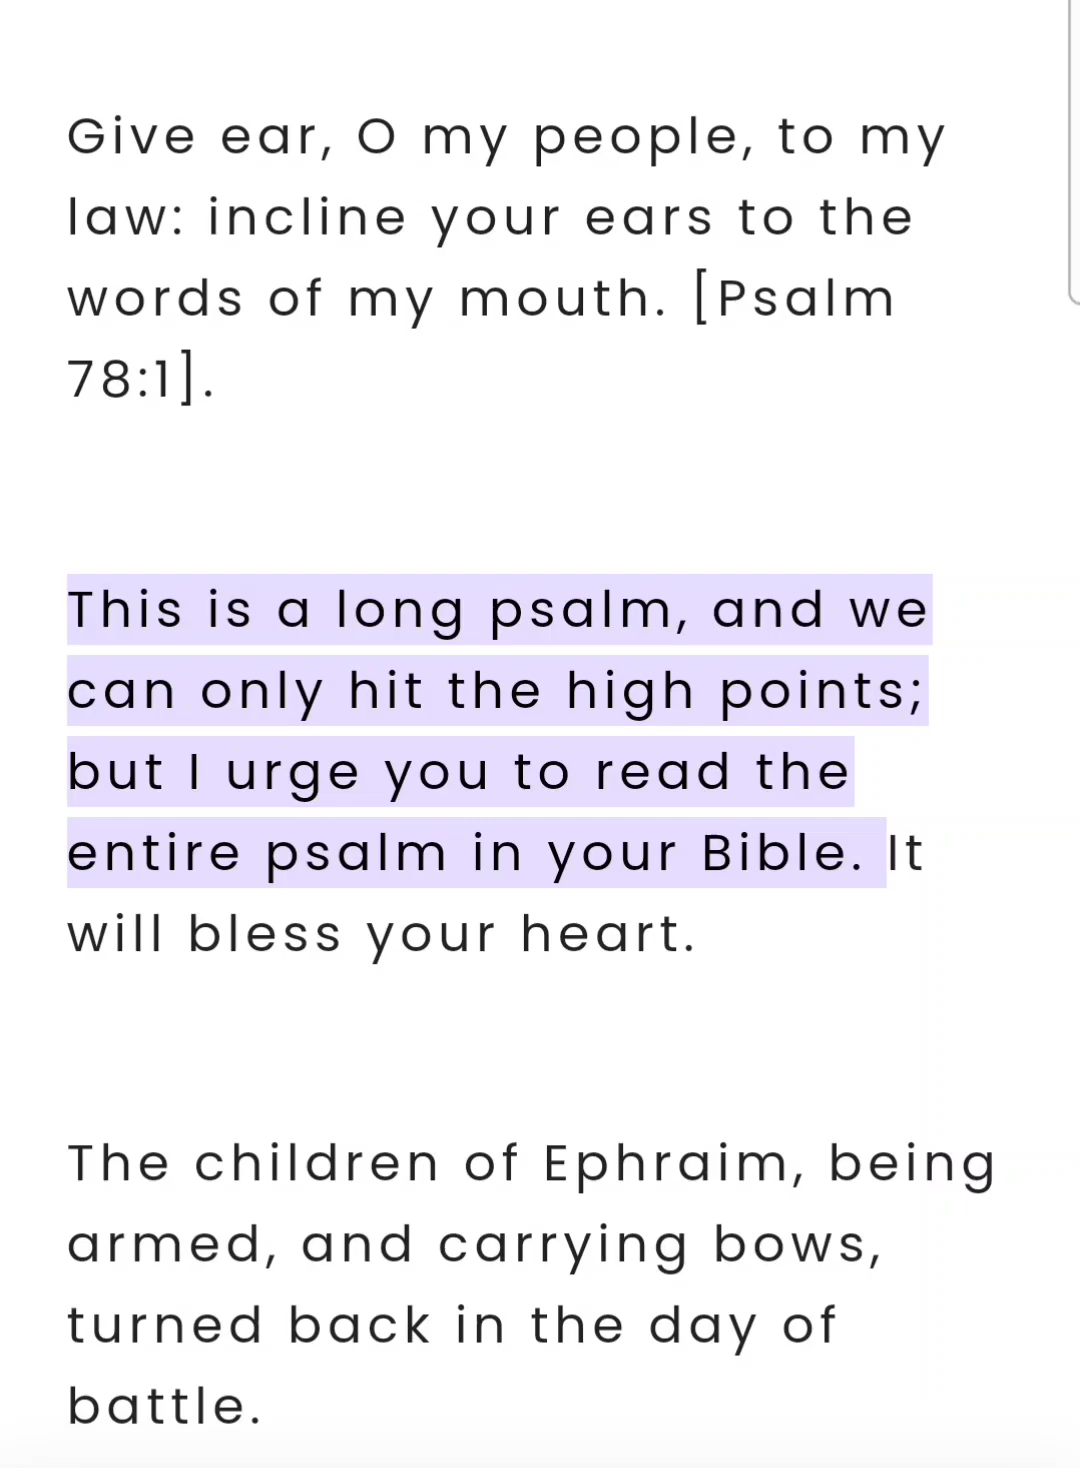 Give ear, O my people, to my
law: incline your ears to the
words of my mouth. [Psalm
78:1].
This is a long psalm, and we
can only hit the high points;
but I urge you to read the
entire psalm in your Bible. It
will bless your heart.
The children of Ephraim, being
armed, and carrying bows,
turned back in the day of
battle.